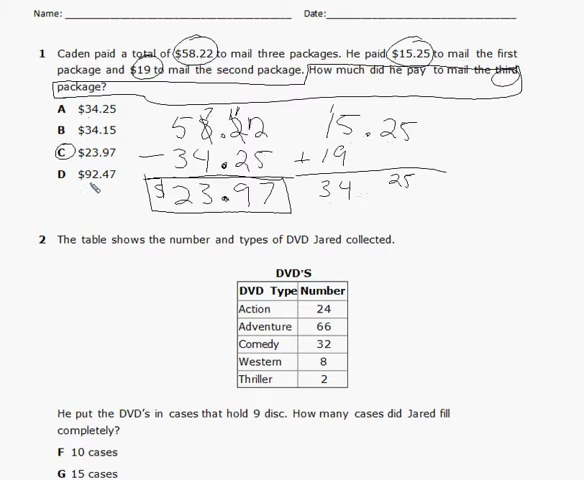 Name: Date:
1 Caden paid a total of $58.22 to mail three packages. He paid $15.25 to mail the first
package and $19 to mail the second package. How much did he pay to mail the third
package?
A $34.25
B $34.15
C $23.97
D $92.47
7 11 1
58.22 15.25
- 34.25 + 19
$23.97 34 25
2 The table shows the number and types of DVD Jared collected.
DVD'S
DVD Type Number
Action 24
Adventure 66
Comedy 32
Western 8
Thriller 2
He put the DVD's in cases that hold 9 disc. How many cases did Jared fill
completely?
F 10 cases
G 15 cases